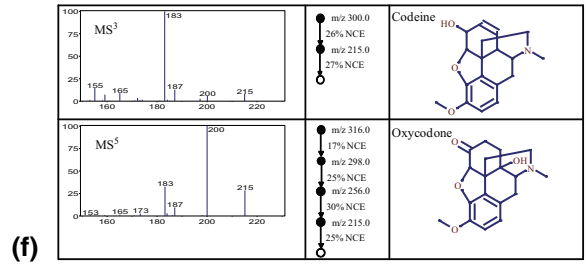 MS3
100
75
50
25
0
155
165
183
187
200
215
160
180
200
220
m/z 300.0
26% NCE
m/z 215.0
27% NCE
Codeine
HO
N
O
O
MS5
100
75
50
25
0
153
165
173
183
187
200
215
160
180
200
220
m/z 316.0
17% NCE
m/z 298.0
25% NCE
m/z 256.0
30% NCE
m/z 215.0
25% NCE
Oxycodone
O
OH
N
O
O
(f)